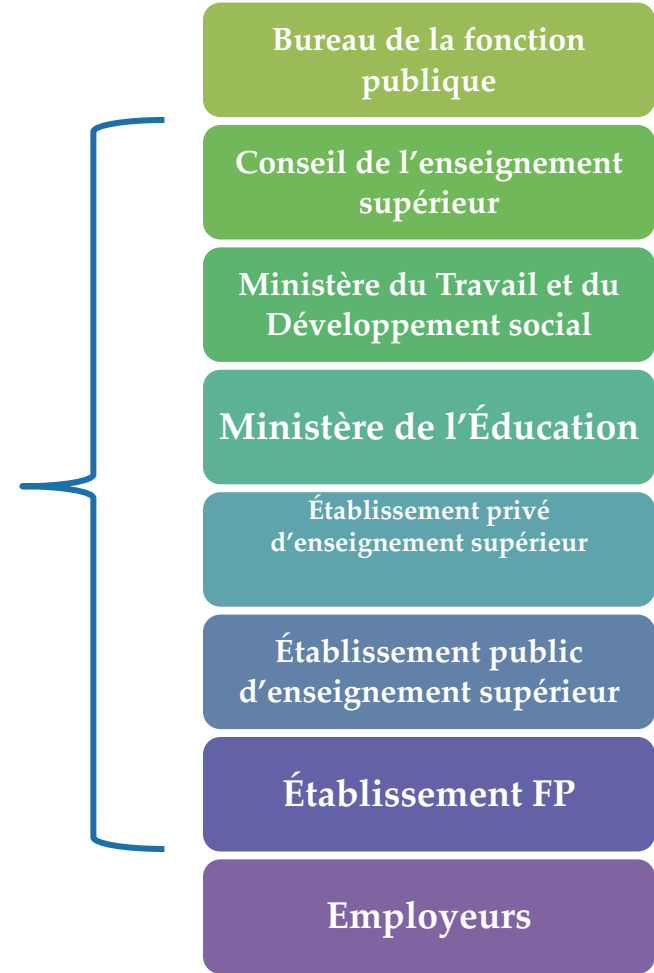 Bureau de la fonction
publique
Conseil de l’enseignement
supérieur
Ministère du Travail et du
Développement social
Ministère de l’Éducation
Établissement privé
d’enseignement supérieur
Établissement public
d’enseignement supérieur
Établissement FP
Employeurs